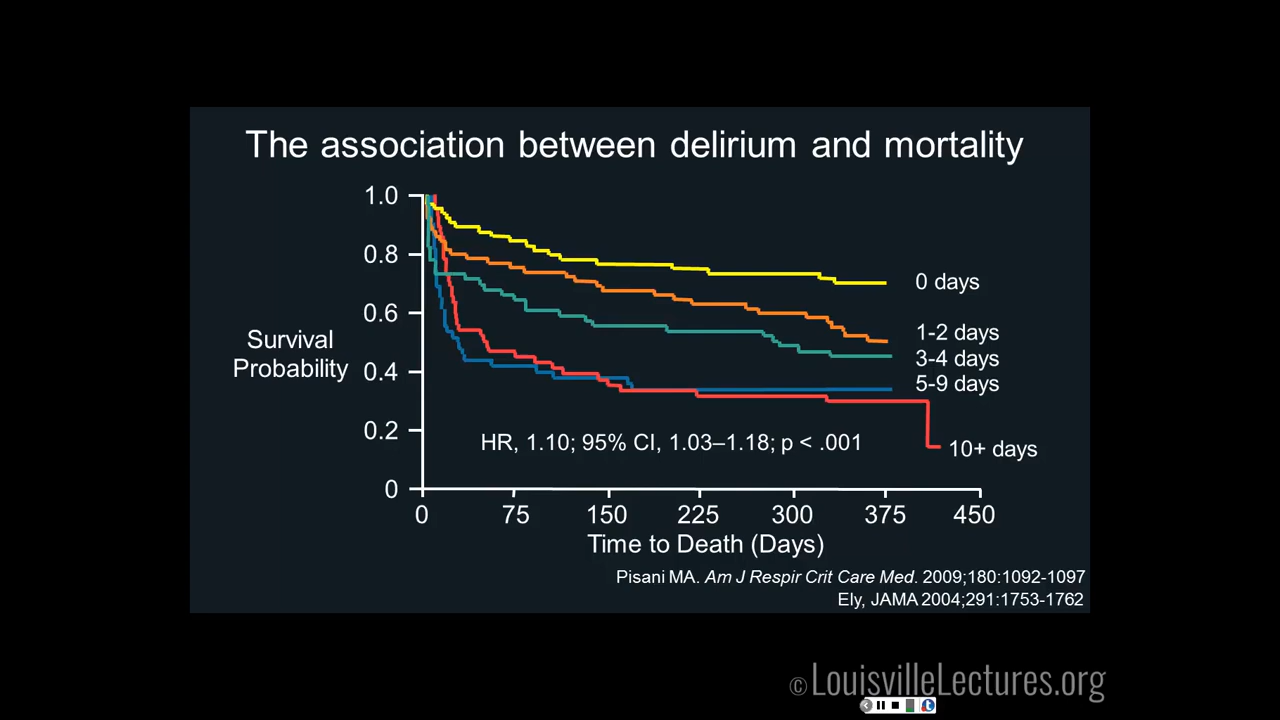 The association between delirium and mortality
1.0
0.8
0.6
0.4
0.2
0
Survival
Probability
0 days
1-2 days
3-4 days
5-9 days
10+ days
HR, 1.10; 95% CI, 1.03–1.18; p < .001
0 75 150 225 300 375 450
Time to Death (Days)
Pisani MA. Am J Respir Crit Care Med. 2009;180:1092-1097
Ely, JAMA 2004;291:1753-1762
© LouisvilleLectures.org